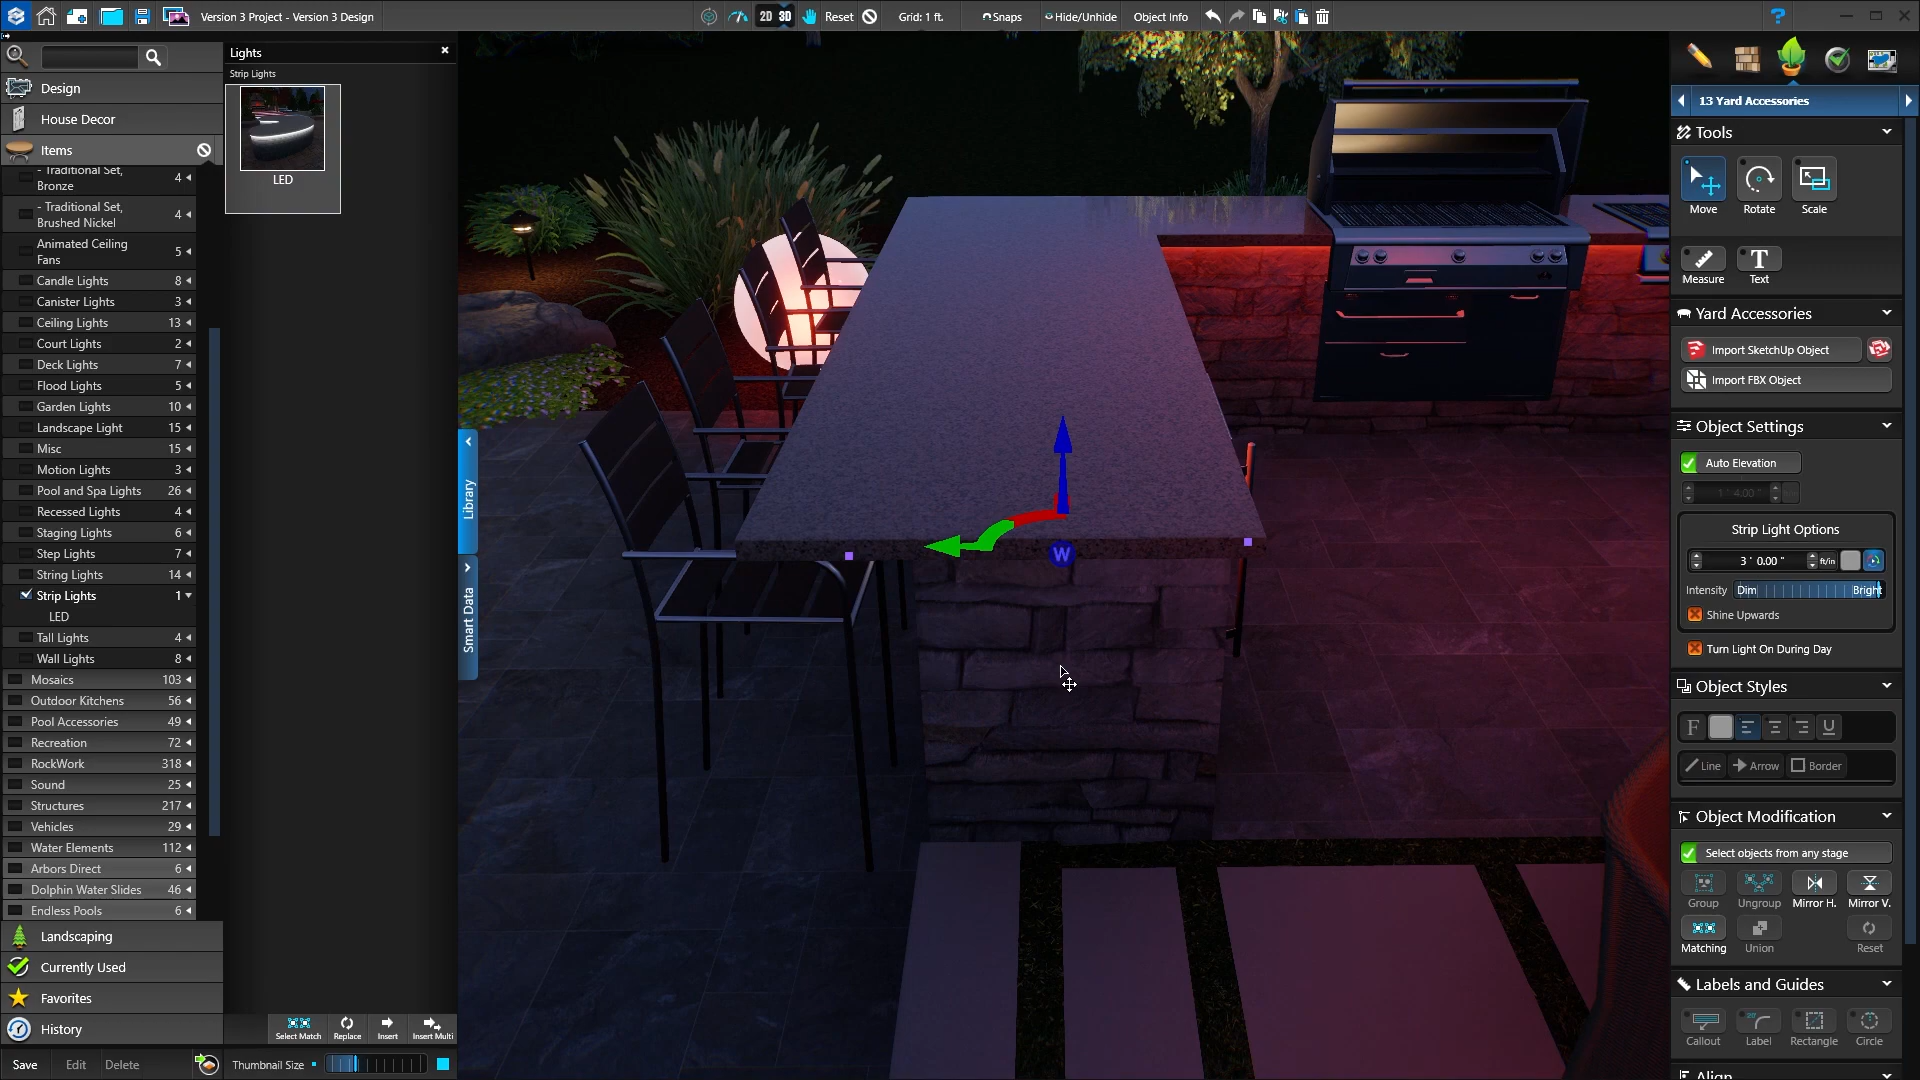 Version 3 Project - Version 3 Design
2D 3D
Reset
Grid: 1 ft.
Snaps
Hide/Unhide
Object Info
?
Design
House Decor
Items
- Traditional Set,
Bronze
4
- Traditional Set,
Brushed Nickel
4
Animated Ceiling
Fans
5
Candle Lights 8
Canister Lights 3
Ceiling Lights 13
Court Lights 2
Deck Lights 7
Flood Lights 5
Garden Lights 10
Landscape Light 15
Misc 15
Motion Lights 3
Pool and Spa Lights 26
Recessed Lights 4
Staging Lights 6
Step Lights 7
String Lights 14
Strip Lights 1
LED
Tall Lights 4
Wall Lights 8
Mosaics 103
Outdoor Kitchens 56
Pool Accessories 49
Recreation 72
RockWork 318
Sound 25
Structures 217
Vehicles 29
Water Elements 112
Arbors Direct 6
Dolphin Water Slides 46
Endless Pools 6
Landscaping
Currently Used
Favorites
History
Save Edit Delete
Lights
Strip Lights
LED
Select Match Replace Insert Insert Multi
Thumbnail Size
Library
Smart Data
W
13 Yard Accessories
Tools
Move Rotate Scale
Measure Text
Yard Accessories
Import SketchUp Object
Import FBX Object
Object Settings
Auto Elevation
1 ' 4.00 "
Strip Light Options
3 ' 0.00 " ft/in
Intensity Dim Bright
Shine Upwards
Turn Light On During Day
Object Styles
F U
Line Arrow Border
Object Modification
Select objects from any stage
Group Ungroup Mirror H. Mirror V.
Matching Union Reset
Labels and Guides
Callout Label Rectangle Circle
Align